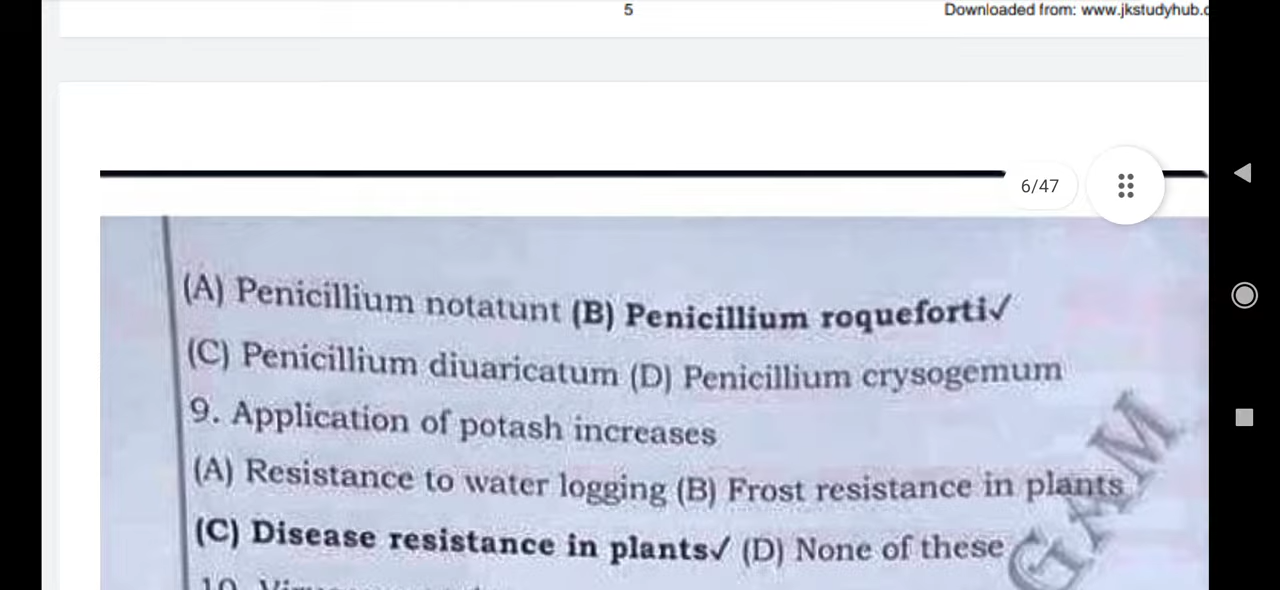 5
Downloaded from: www.jkstudyhub.c
6/47
(A) Penicillium notatunt (B) Penicillium roqueforti✓
(C) Penicillium diuaricatum (D) Penicillium crysogemum
9. Application of potash increases
(A) Resistance to water logging (B) Frost resistance in plants
(C) Disease resistance in plants✓ (D) None of these
10.